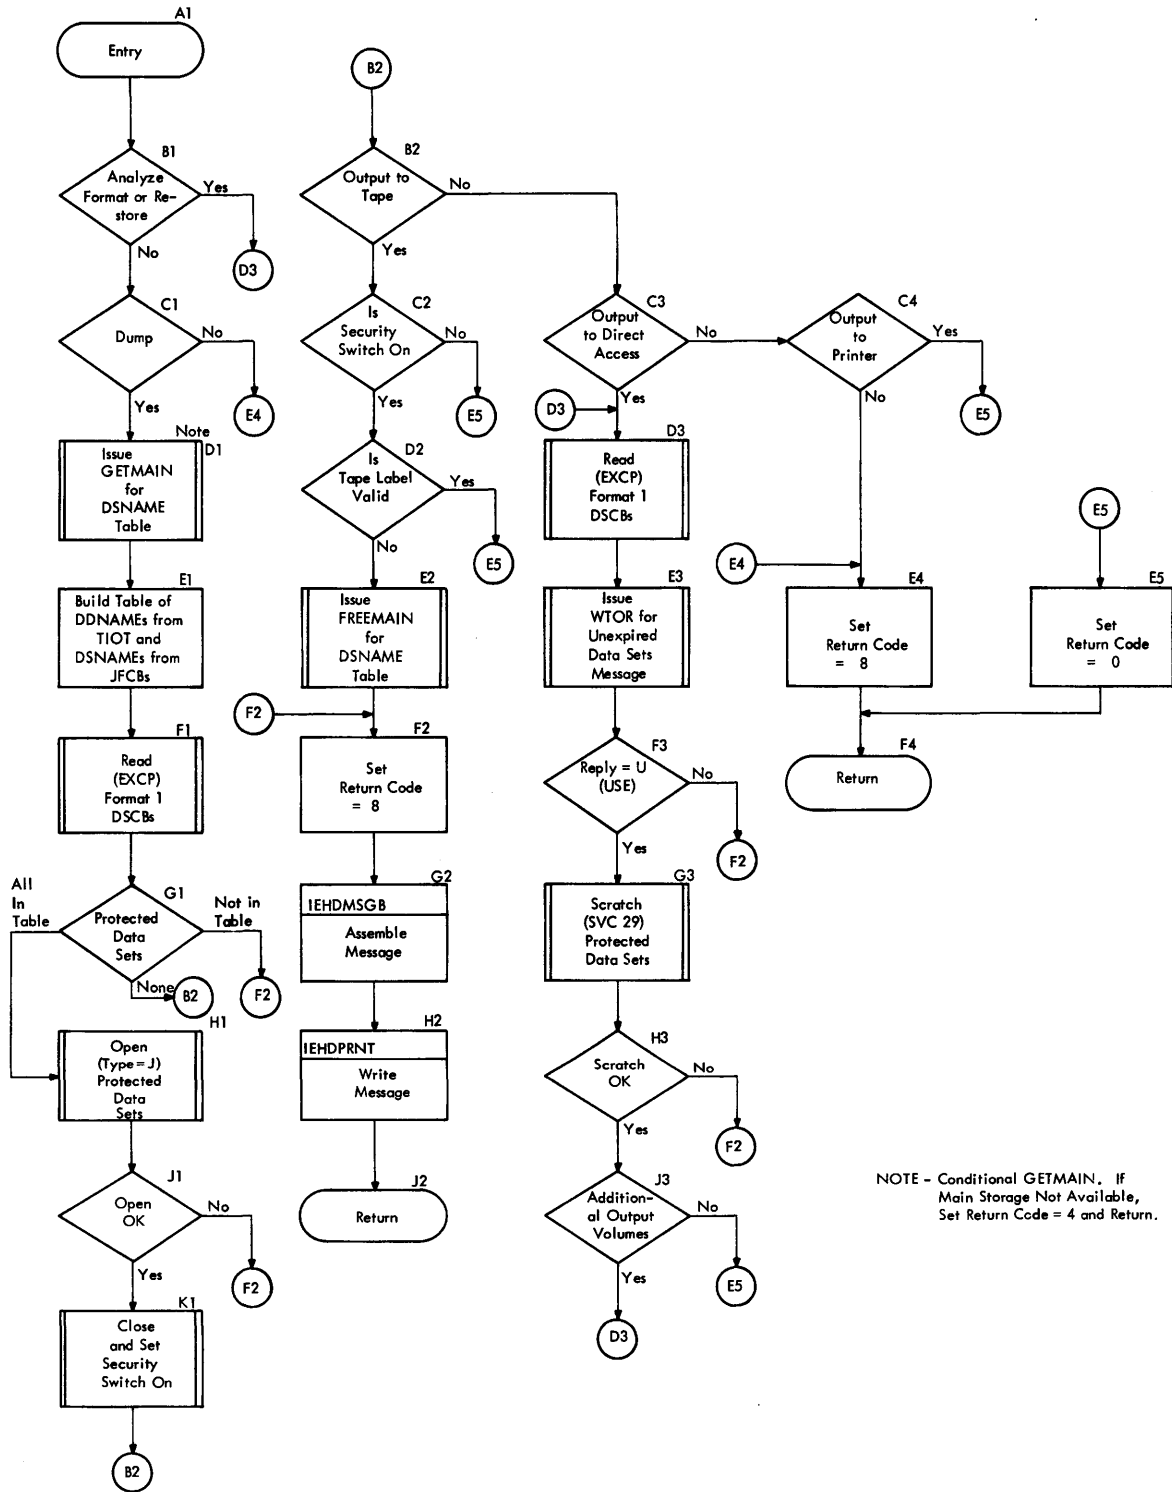 A1
Entry
B1
Analyze
Format or Re-
store
Yes
D3
No
C1
Dump
No
E4
Yes
Note
D1
Issue
GETMAIN
for
DSNAME
Table
E1
Build Table of
DDNAMEs from
TIOT and
DSNAMEs from
JFCBs
F1
Read
(EXCP)
Format 1
DSCBs
G1
All
In
Table
Protected
Data
Sets
Not in
Table
None
B2
F2
H1
Open
(Type=J)
Protected
Data
Sets
J1
Open
OK
No
F2
Yes
K1
Close
and Set
Security
Switch On
B2
B2
B2
Output to
Tape
No
Yes
C2
Is
Security
Switch On
No
E5
Yes
D2
Is
Tape Label
Valid
Yes
E5
No
E2
Issue
FREEMAIN
for
DSNAME
Table
F2
F2
Set
Return Code
= 8
G2
IEHDMSGB
Assemble
Message
H2
IEHDPRNT
Write
Message
J2
Return
C3
Output
to Direct
Access
No
Yes
D3
D3
Read
(EXCP)
Format 1
DSCBs
E3
Issue
WTOR for
Unexpired
Data Sets
Message
F3
Reply = U
(USE)
No
F2
Yes
G3
Scratch
(SVC 29)
Protected
Data Sets
H3
Scratch
OK
No
F2
Yes
J3
Addition-
al Output
Volumes
No
E5
Yes
D3
C4
Output
to
Printer
Yes
E5
No
E4
E4
Set
Return Code
= 8
F4
Return
E5
E5
Set
Return Code
= 0
NOTE - Conditional GETMAIN. If
Main Storage Not Available,
Set Return Code = 4 and Return.